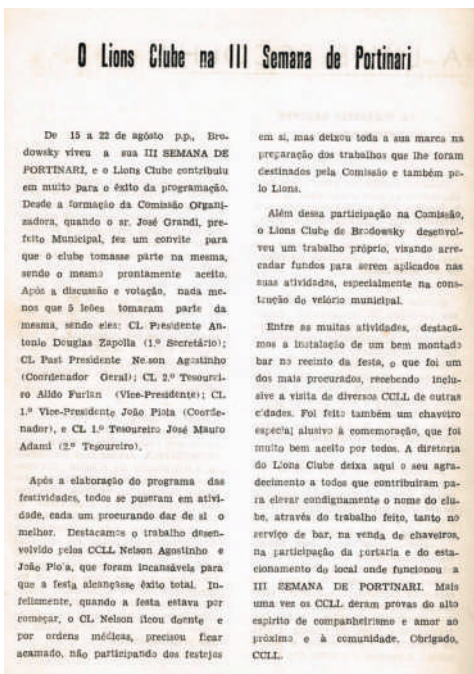 O Lions Clube na III Semana de Portinari
De 15 a 22 de agôsto p.p., Bro-
dowsky viveu a sua III SEMANA DE
PORTINARI, e o Lions Clube contribuiu
em muito para o êxito da programação.
Desde a formação da Comissão Organi-
zadora, quando o sr. José Grandi, pre-
feito Municipal, fez um convite para
que o clube tomasse parte na mesma,
sendo o mesmo prontamente aceito.
Após a discussão e votação, nada me-
nos que 5 leões tomaram parte da
mesma, sendo eles: CL Presidente An-
tonio Douglas Zapolla (1.º Secretário);
CL Past Presidente Nelson Agostinho
(Coordenador Geral); CL 2.º Tesourei-
ro Alido Furlan (Vice-Presidente); CL
1.º Vice-Presidente João Piola (Coorde-
nador), e CL 1.º Tesoureiro José Mauro
Adami (2.º Tesoureiro).
Após a elaboração do programa das
festividades, todos se puseram em ativi-
dade, cada um procurando dar de si o
melhor. Destacamos o trabalho desen-
volvido pelos CCLL Nelson Agostinho e
João Piola, que foram incansáveis para
que a festa alcançasse êxito total. In-
felismente, quando a festa estava por
começar, o CL Nelson ficou doente e
por ordens médicas, precisou ficar
acamado, não participando dos festejos
em si, mas deixou toda a sua marca na
preparação dos trabalhos que lhe foram
destinados pela Comissão e também pe-
lo Lions.
Além dessa participação na Comissão,
o Lions Clube de Brodowsky desenvol-
veu um trabalho próprio, visando arre-
cadar fundos para serem aplicados nas
suas atividades, especialmente na cons-
trução do velório municipal.
Entre as muitas atividades, destacá-
mos a instalação de um bem montado
bar no recinto da festa, o que foi um
dos mais procurados, recebendo inclu-
sive a visita de diversos CCLL de outras
cidades. Foi feito também um chaveiro
especial alusivo à comemoração, que foi
muito bem aceito por todos. A diretoria
do Lions Clube deixa aqui o seu agra-
decimento a todos que contribuiram pa-
ra elevar condignamente o nome do clu-
be, através do trabalho feito, tanto no
serviço de bar, na venda de chaveiros,
na participação da portaria e do esta-
cionamento do local onde funcionou a
III SEMANA DE PORTINARI. Mais
uma vez os CCLL deram provas do alto
espirito de companheirismo e amor ao
próximo e à comunidade. Obrigado,
CCLL.